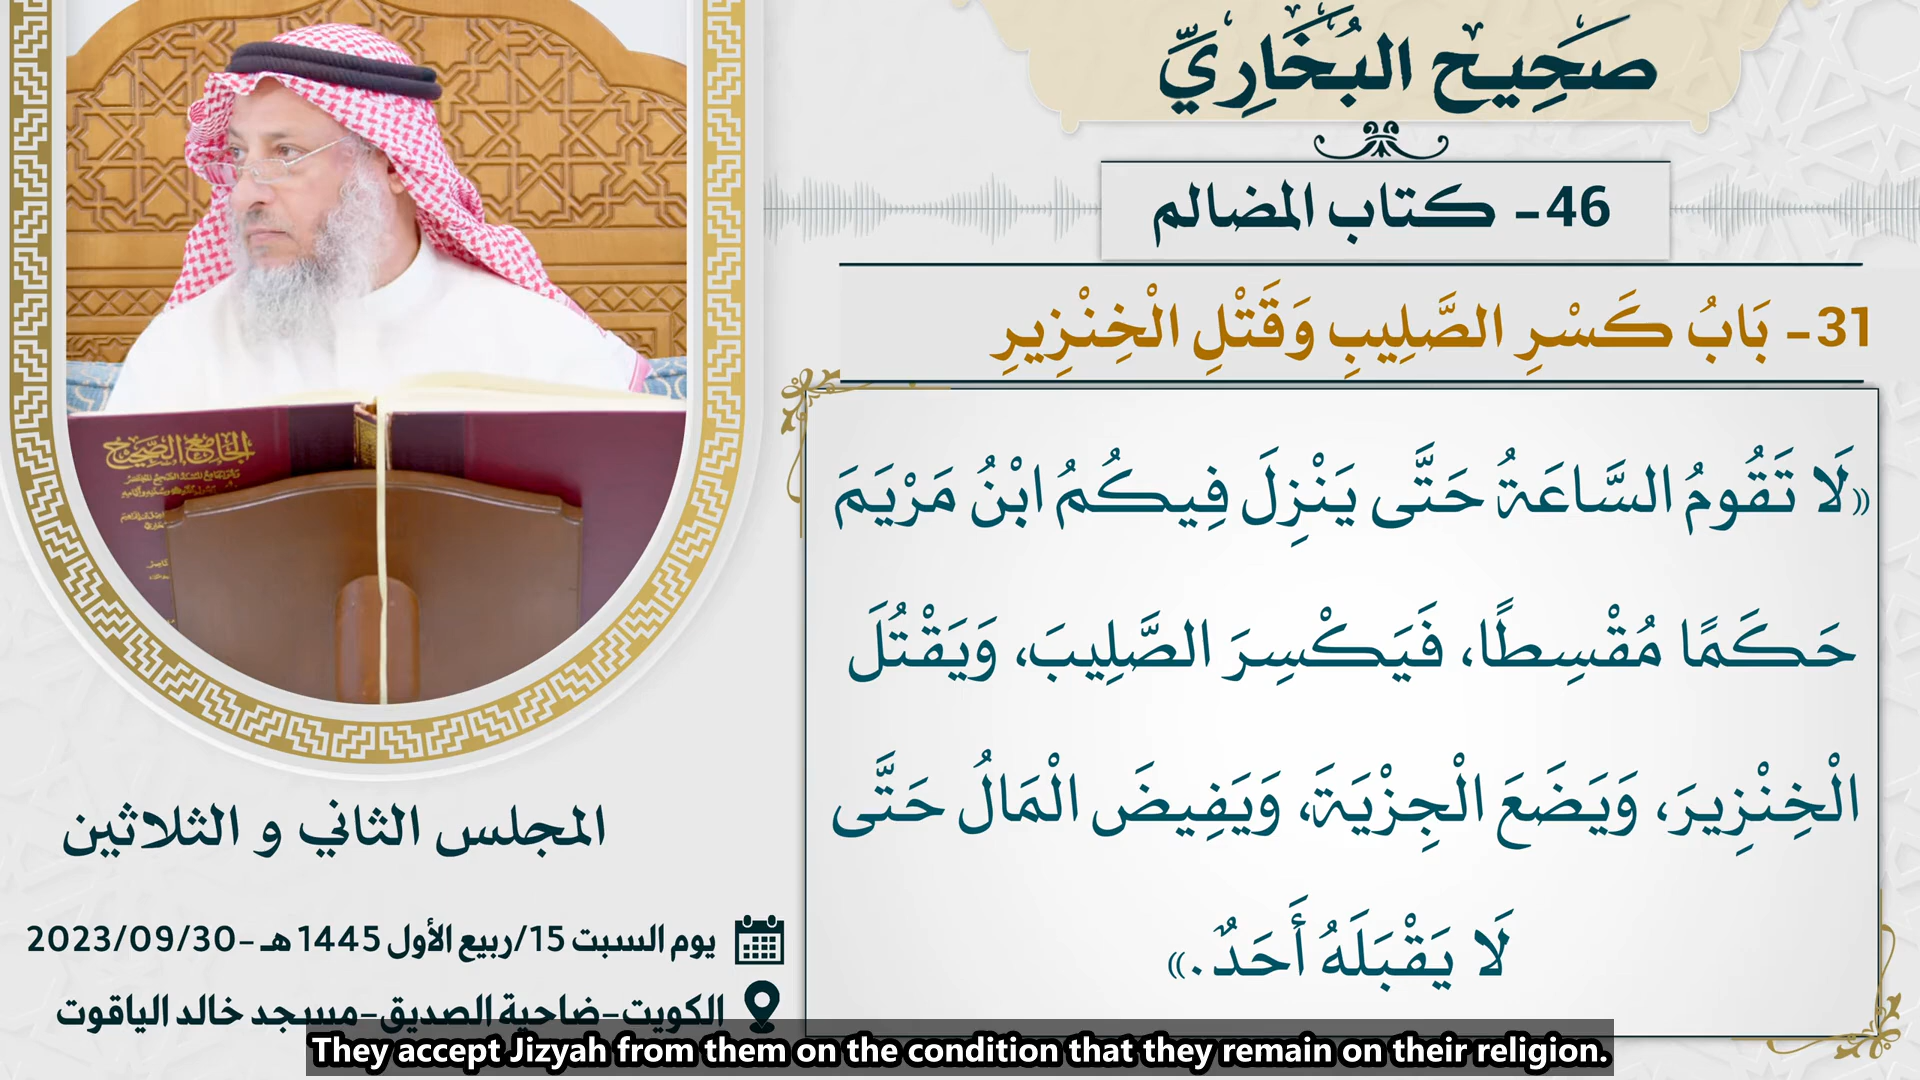 صَحِيح البُخَارِيِّ
46- كتاب المضالم
31- بَابُ كَسْرِ الصَّلِيبِ وَقَتْلِ الْخِنْزِيرِ
«لَا تَقُومُ السَّاعَةُ حَتَّى يَنْزِلَ فِيكُمُ ابْنُ مَرْيَمَ
حَكَمًا مُقْسِطًا، فَيَكْسِرَ الصَّلِيبَ، وَيَقْتُلَ
الْخِنْزِيرَ، وَيَضَعَ الْجِزْيَةَ، وَيَفِيضَ الْمَالُ حَتَّى
لَا يَقْبَلَهُ أَحَدٌ.»
الجامع الصحيح
المجلس الثاني و الثلاثين
يوم السبت 15/ربيع الأول 1445 هـ -2023/09/30
الكويت-ضاحية الصديق-مسجد خالد الياقوت
They accept Jizyah from them on the condition that they remain on their religion.